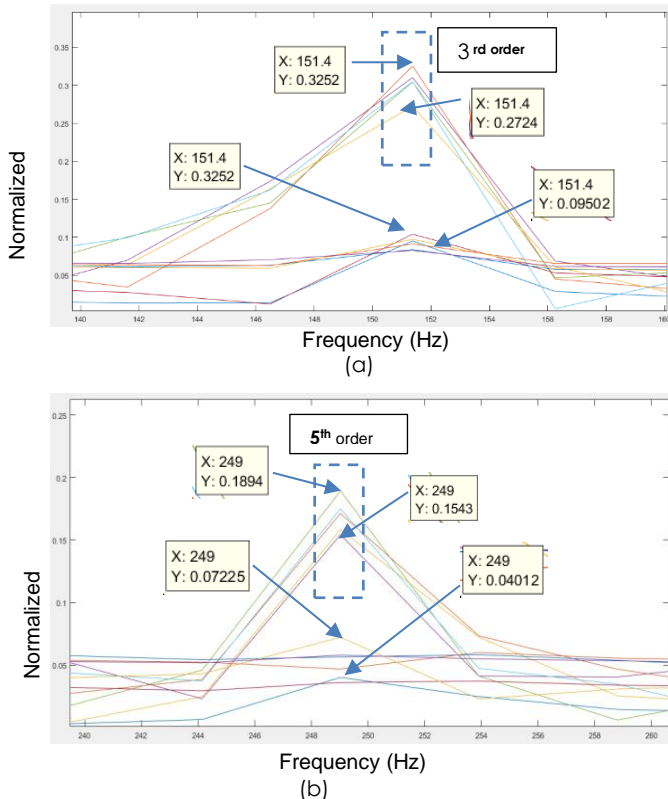 3 rd order
X: 151.4
Y: 0.3252
X: 151.4
Y: 0.2724
X: 151.4
Y: 0.3252
X: 151.4
Y: 0.09502
Normalized
0.35
0.3
0.25
0.2
0.15
0.1
0.05
140 142 144 146 148 150 152 154 156 158 160
Frequency (Hz)
(a)
5th order
X: 249
Y: 0.1894
X: 249
Y: 0.1543
X: 249
Y: 0.07225
X: 249
Y: 0.04012
Normalized
0.25
0.2
0.15
0.1
0.05
240 242 244 246 248 250 252 254 256 258 260
Frequency (Hz)
(b)